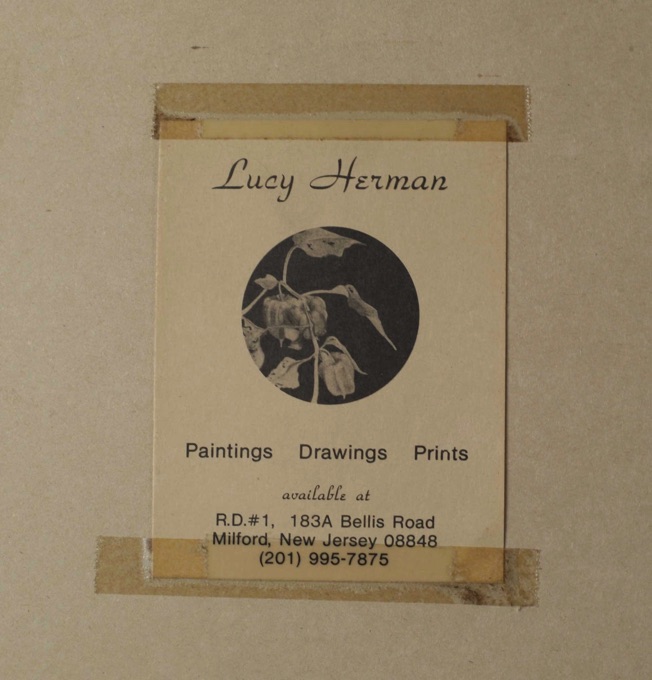 Lucy Herman
Paintings Drawings Prints
available at
R.D.#1, 183A Bellis Road
Milford, New Jersey 08848
(201) 995-7875